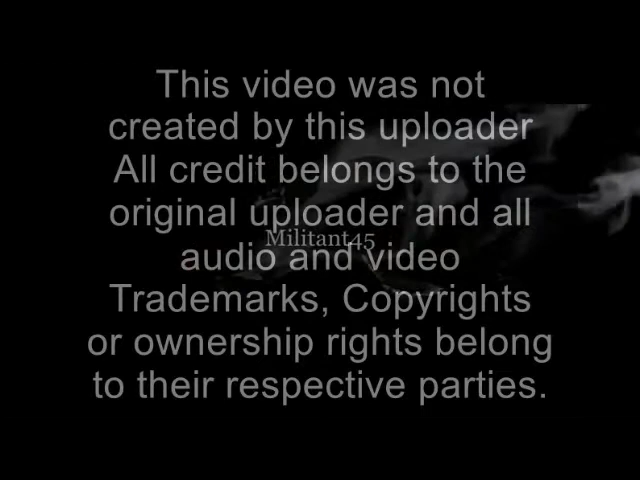 This video was not
created by this uploader
All credit belongs to the
original uploader and all
Militant45
audio and video
Trademarks, Copyrights
or ownership rights belong
to their respective parties.